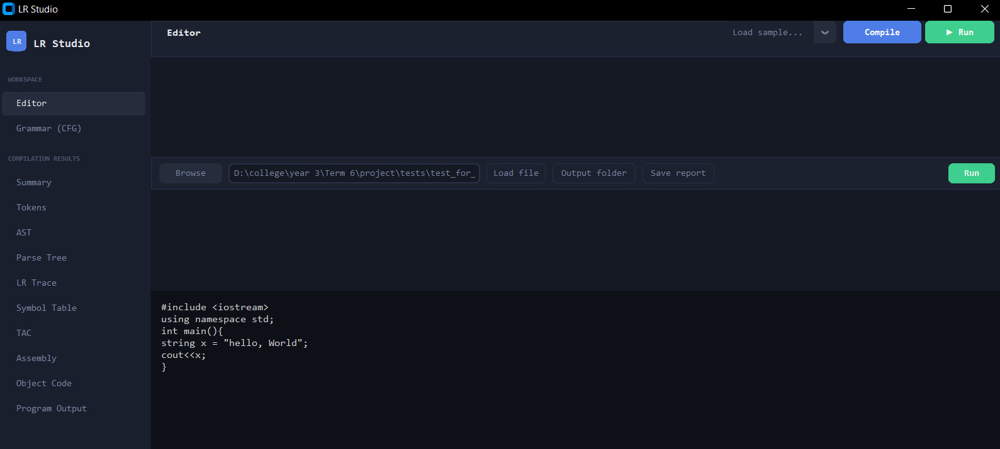 LR Studio
LR LR Studio
WORKSPACE
Editor
Grammar (CFG)
COMPILATION RESULTS
Summary
Tokens
AST
Parse Tree
LR Trace
Symbol Table
TAC
Assembly
Object Code
Program Output
Editor
Load sample... Compile ▶ Run
Browse D:\college\year 3\Term 6\project\tests\test_for_ Load file Output folder Save report Run
#include <iostream>
using namespace std;
int main(){
string x = "hello, World";
cout<<x;
}